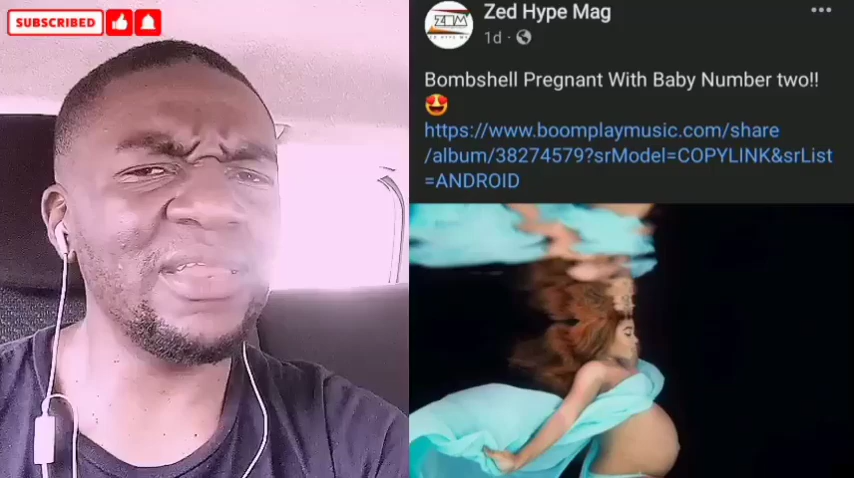 SUBSCRIBED
Zed Hype Mag
ZOM
1d
Bombshell Pregnant With Baby Number two!!
https://www.boomplaymusic.com/share
/album/38274579?srModel=COPYLINK&srList
=ANDROID